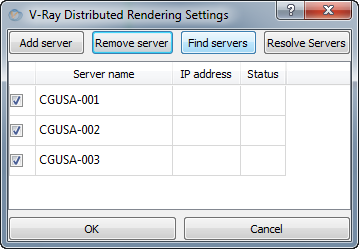 V-Ray Distributed Rendering Settings
Add server Remove server Find servers Resolve Servers
Server name IP address Status
CGUSA-001
CGUSA-002
CGUSA-003
OK Cancel